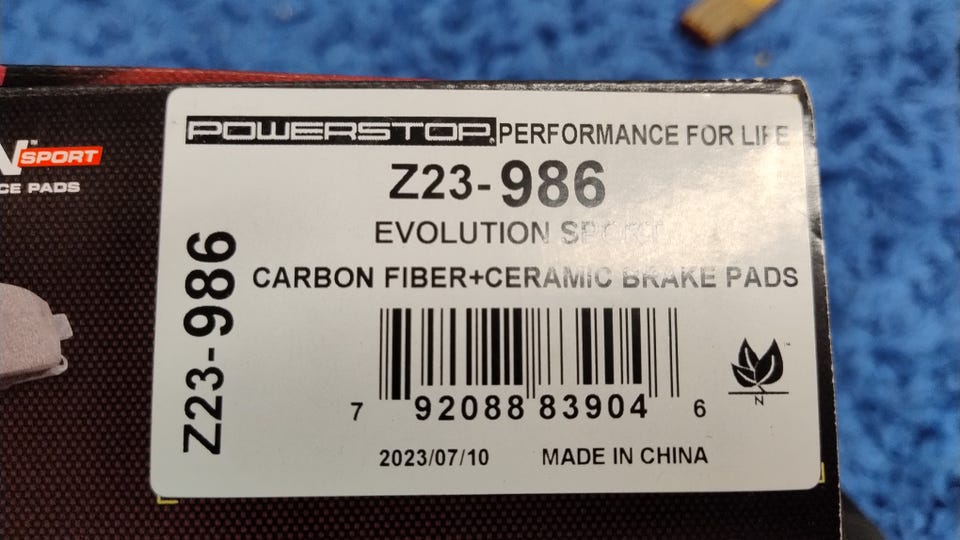 POWERSTOP PERFORMANCE FOR LIFE
Z23-986
EVOLUTION SPORT
CARBON FIBER+CERAMIC BRAKE PADS
7 92088 83904 6
2023/07/10 MADE IN CHINA
N
Z23-986
SPORT
PADS